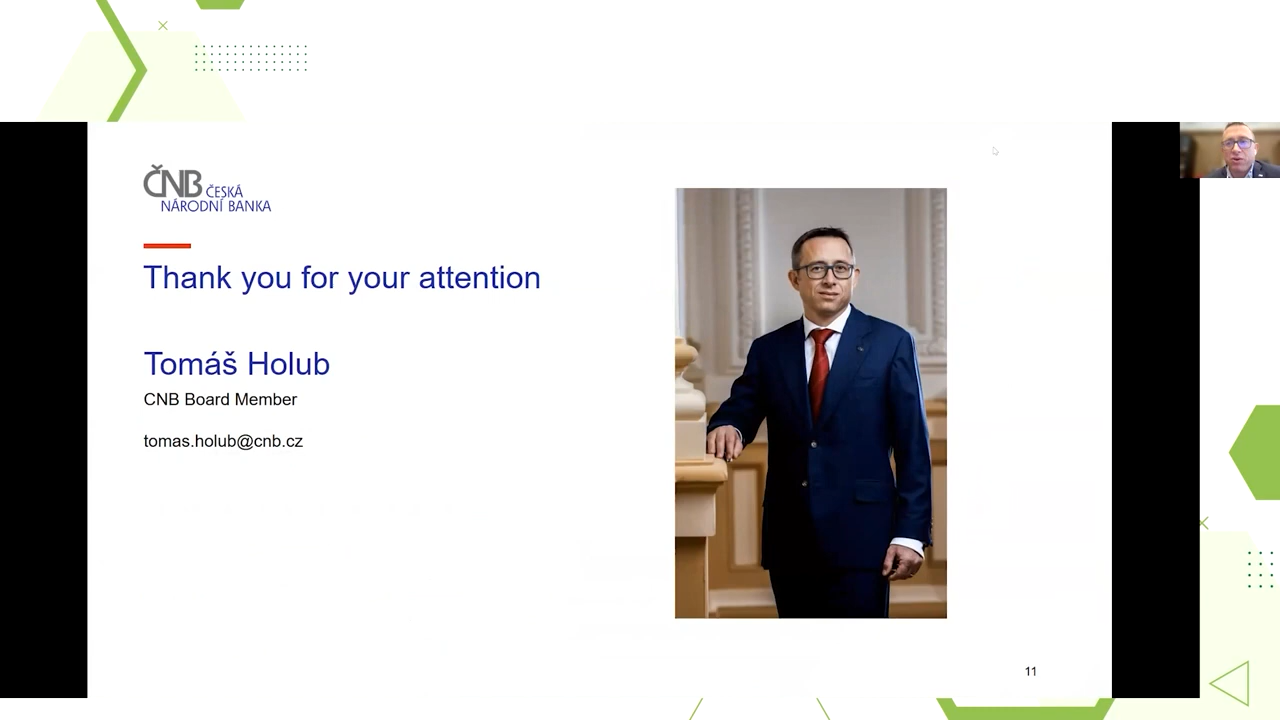 ČNB ČESKÁ
NÁRODNÍ BANKA
Thank you for your attention
Tomáš Holub
CNB Board Member
tomas.holub@cnb.cz
11